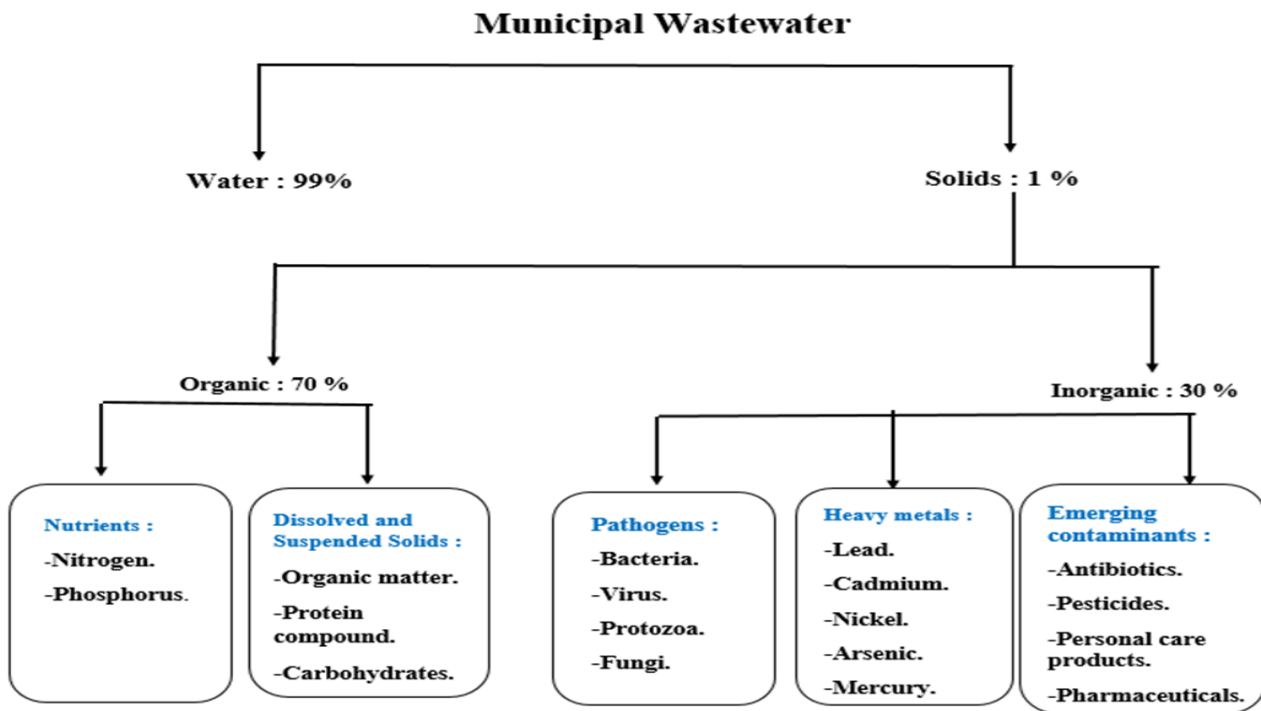 Municipal Wastewater
Water : 99%
Solids : 1 %
Organic : 70 %
Inorganic : 30 %
Nutrients :
-Nitrogen.
-Phosphorus.
Dissolved and
Suspended Solids :
-Organic matter.
-Protein
compound.
-Carbohydrates.
Pathogens :
-Bacteria.
-Virus.
-Protozoa.
-Fungi.
Heavy metals :
-Lead.
-Cadmium.
-Nickel.
-Arsenic.
-Mercury.
Emerging
contaminants :
-Antibiotics.
-Pesticides.
-Personal care
products.
-Pharmaceuticals.